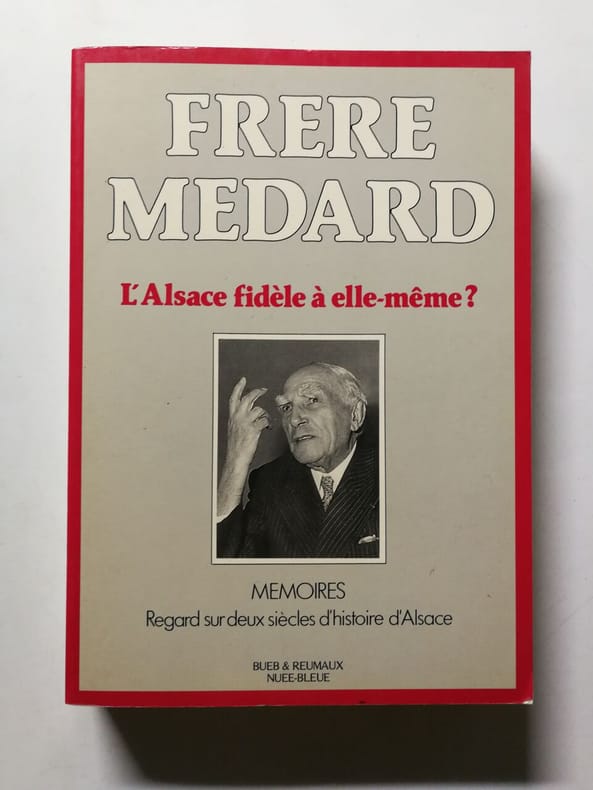 FRERE
MEDARD
L'Alsace fidèle à elle-même?
MEMOIRES
Regard sur deux siècles d'histoire d'Alsace
BUEB & REUMAUX
NUEE-BLEUE